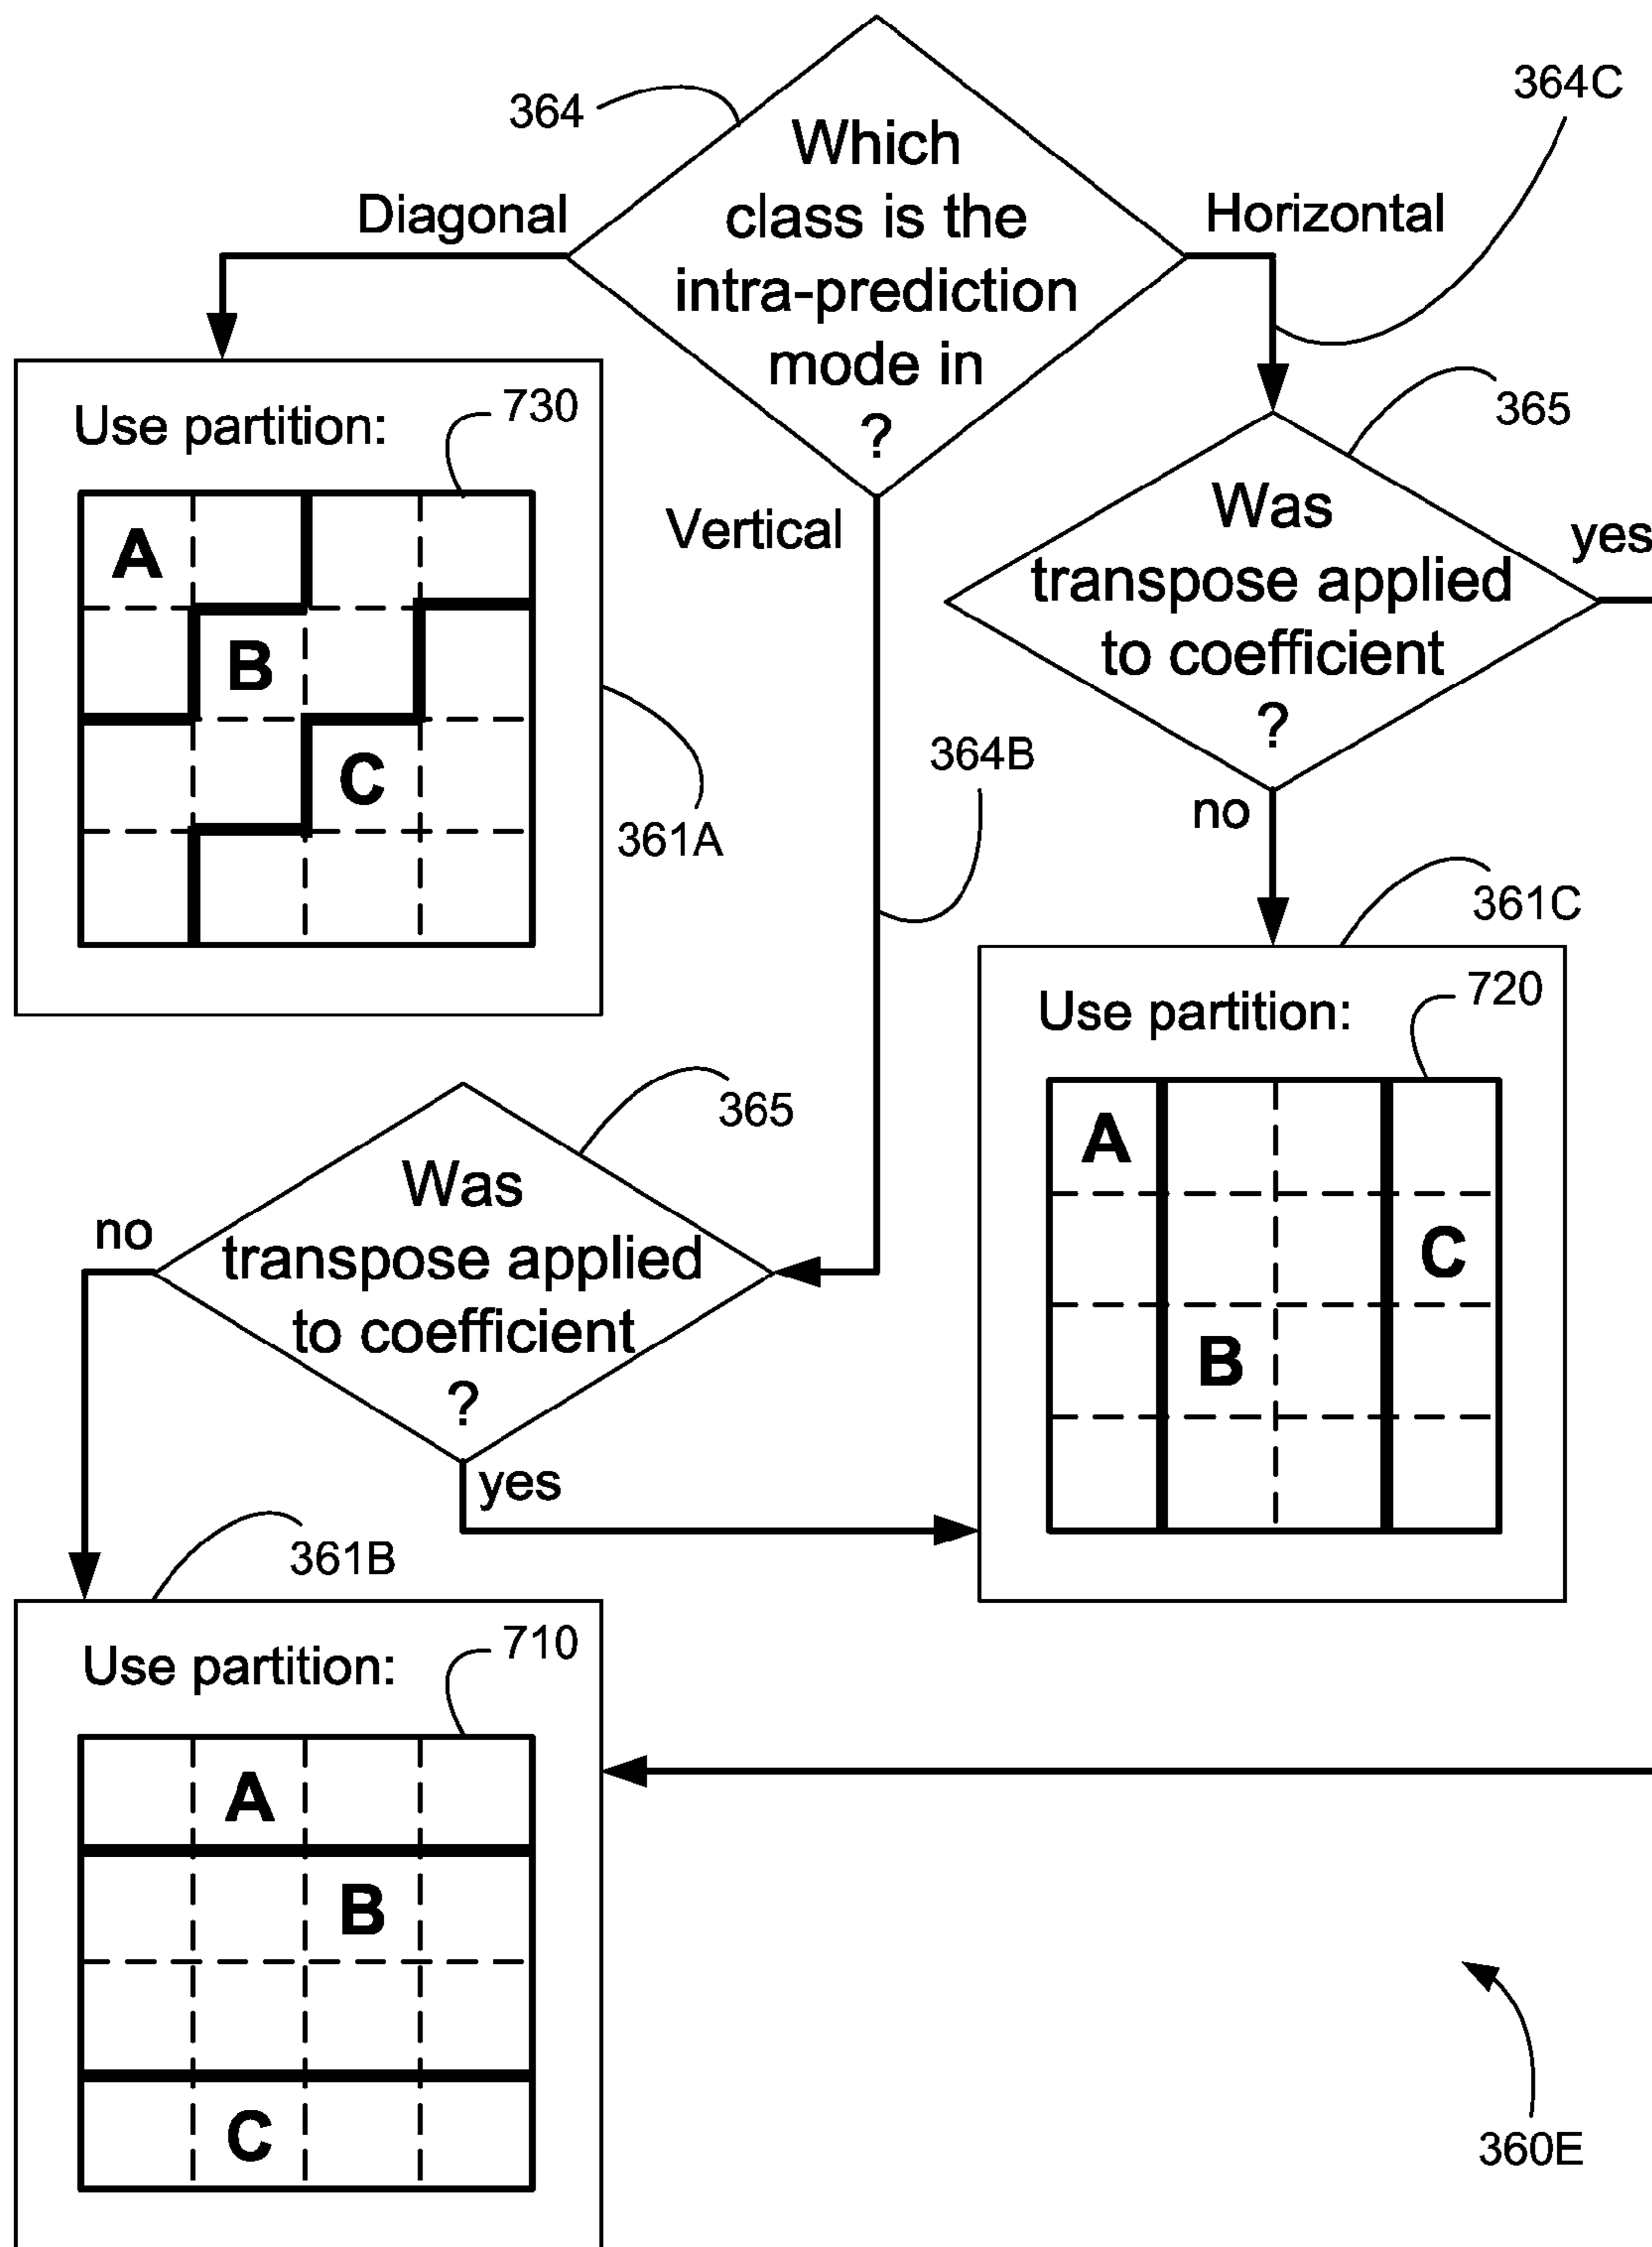 364
Which
class is the
intra-prediction
mode in
?
364C
Diagonal
Horizontal
Use partition:
730
A
B
C
361A
Vertical
364B
365
Was
transpose applied
to coefficient
?
yes
no
361C
Use partition:
720
A
C
B
365
Was
transpose applied
to coefficient
?
no
yes
361B
Use partition:
710
A
B
C
360E